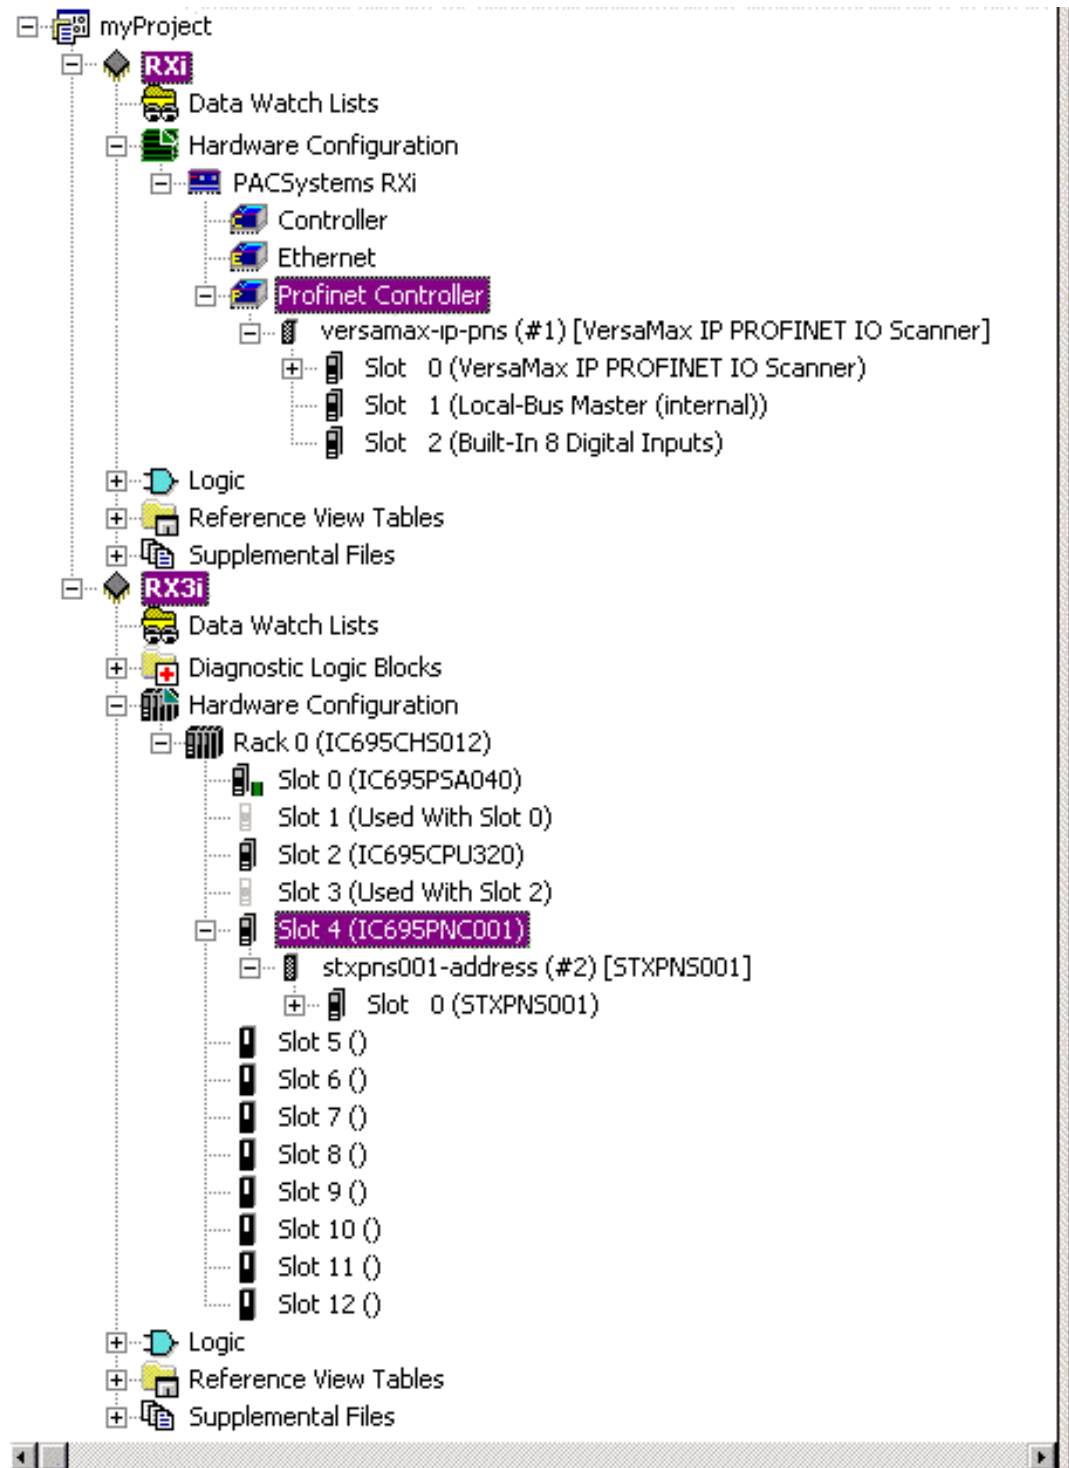 myProject
RXi
Data Watch Lists
Hardware Configuration
PACSystems RXi
Controller
Ethernet
Profinet Controller
versamax-ip-pns (#1) [VersaMax IP PROFINET IO Scanner]
Slot 0 (VersaMax IP PROFINET IO Scanner)
Slot 1 (Local-Bus Master (internal))
Slot 2 (Built-In 8 Digital Inputs)
Logic
Reference View Tables
Supplemental Files
RX3i
Data Watch Lists
Diagnostic Logic Blocks
Hardware Configuration
Rack 0 (IC695CHS012)
Slot 0 (IC695PSA040)
Slot 1 (Used With Slot 0)
Slot 2 (IC695CPU320)
Slot 3 (Used With Slot 2)
Slot 4 (IC695PNC001)
stxpns001-address (#2) [STXPNS001]
Slot 0 (STXPNS001)
Slot 5 ()
Slot 6 ()
Slot 7 ()
Slot 8 ()
Slot 9 ()
Slot 10 ()
Slot 11 ()
Slot 12 ()
Logic
Reference View Tables
Supplemental Files